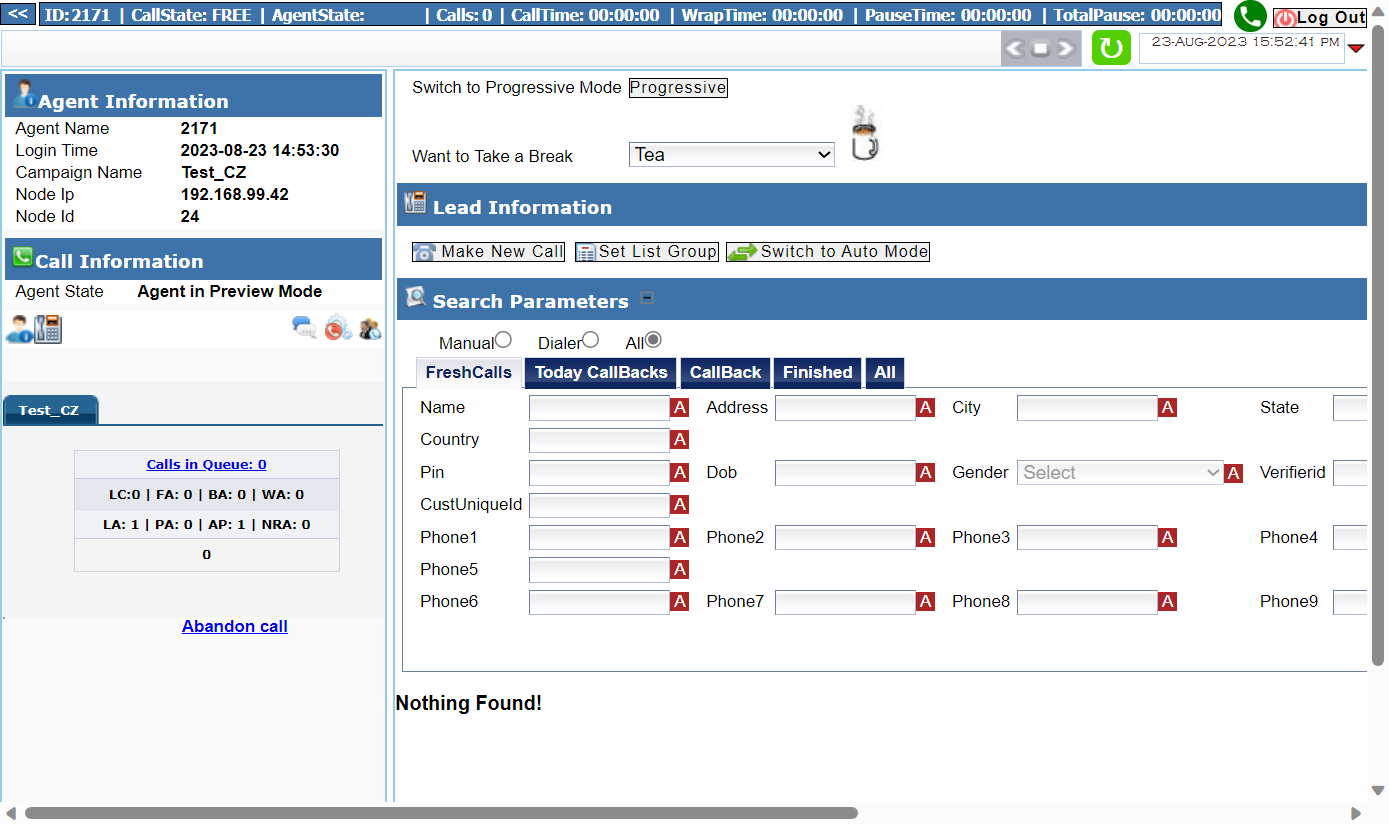 << ID:2171 | CallState: FREE | AgentState: | Calls: 0 | CallTime: 00:00:00 | WrapTime: 00:00:00 | PauseTime: 00:00:00 | TotalPause: 00:00:00 Log Out
23-AUG-2023 15:52:41 PM
Agent Information
Agent Name 2171
Login Time 2023-08-23 14:53:30
Campaign Name Test_CZ
Node Ip 192.168.99.42
Node Id 24
Call Information
Agent State Agent in Preview Mode
Test_CZ
Calls in Queue: 0
LC:0 | FA: 0 | BA: 0 | WA: 0
LA: 1 | PA: 0 | AP: 1 | NRA: 0
0
Abandon call
Switch to Progressive Mode Progressive
Want to Take a Break Tea
Lead Information
Make New Call Set List Group Switch to Auto Mode
Search Parameters
Manual Dialer All
FreshCalls Today CallBacks CallBack Finished All
Name A Address A City A State
Country A
Pin A Dob A Gender Select A Verifierid
CustUniqueId A
Phone1 A Phone2 A Phone3 A Phone4
Phone5 A
Phone6 A Phone7 A Phone8 A Phone9
Nothing Found!